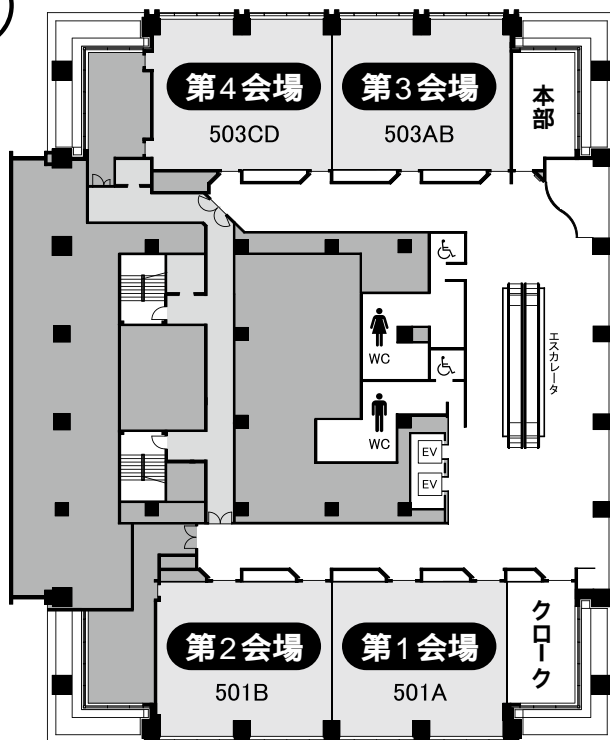 第4会場
503CD
第3会場
503AB
本部
WC
エスカレータ
WC
EV
EV
第2会場
501B
第1会場
501A
クローク